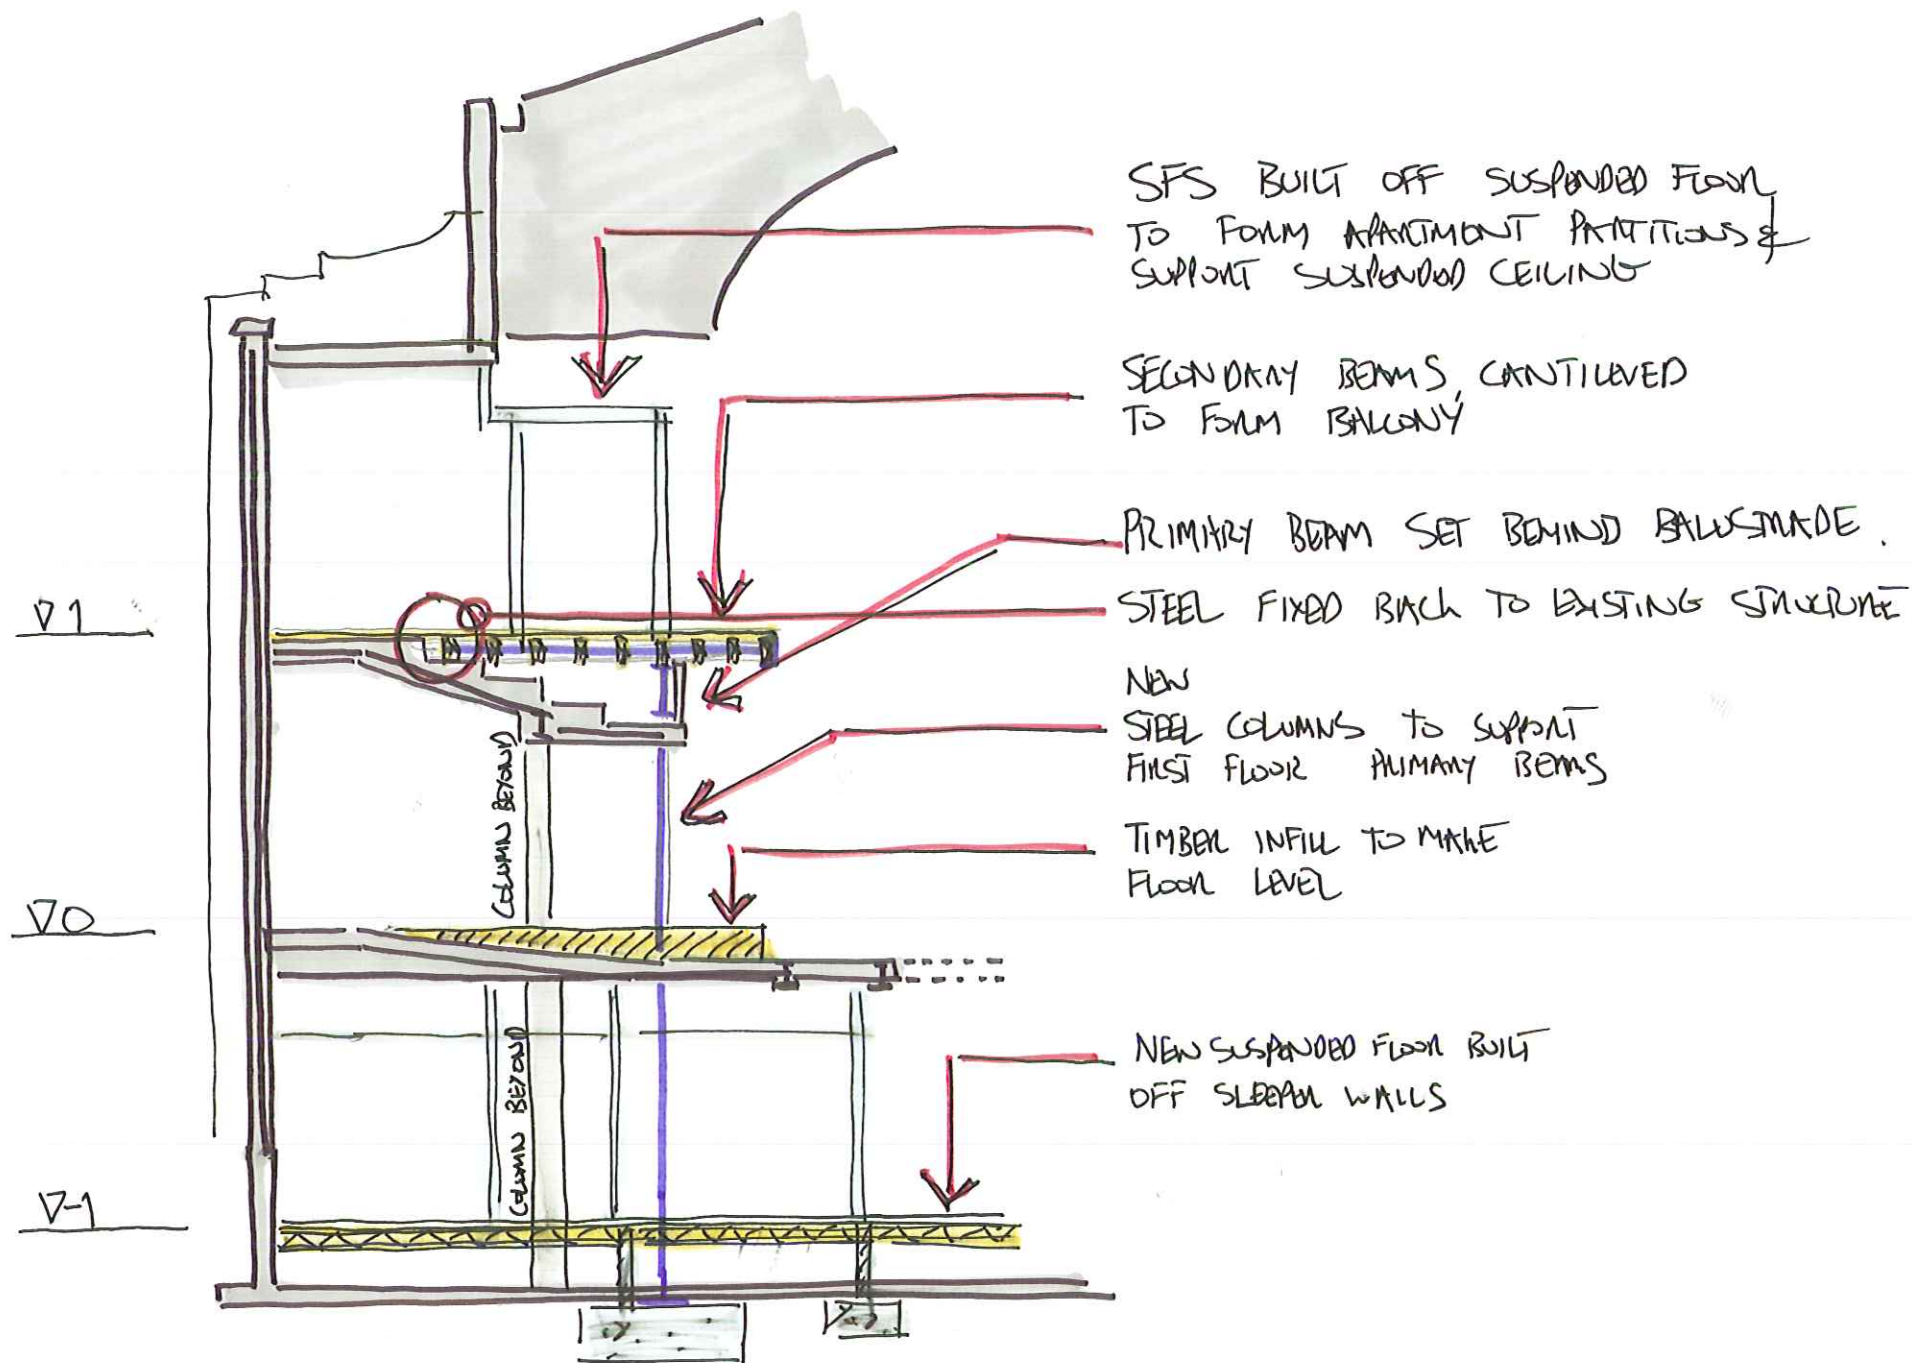 SFS BUILT OFF SUSPENDED FLOOR
TO FORM APARTMENT PARTITIONS &
SUPPORT SUSPENDED CEILING
SECONDARY BEAMS, CANTILEVED
TO FORM BALCONY
PRIMARY BEAM SET BEHIND BALUSTRADE.
STEEL FIXED BACK TO EXISTING STRUCTURE
NEW
STEEL COLUMNS TO SUPPORT
FIRST FLOOR PRIMARY BEAMS
TIMBER INFILL TO MAKE
FLOOR LEVEL
NEW SUSPENDED FLOOR BUILT
OFF SLEEPER WALLS
∇1
∇0
∇-1
COLUMN BEYOND
COLUMN BEYOND